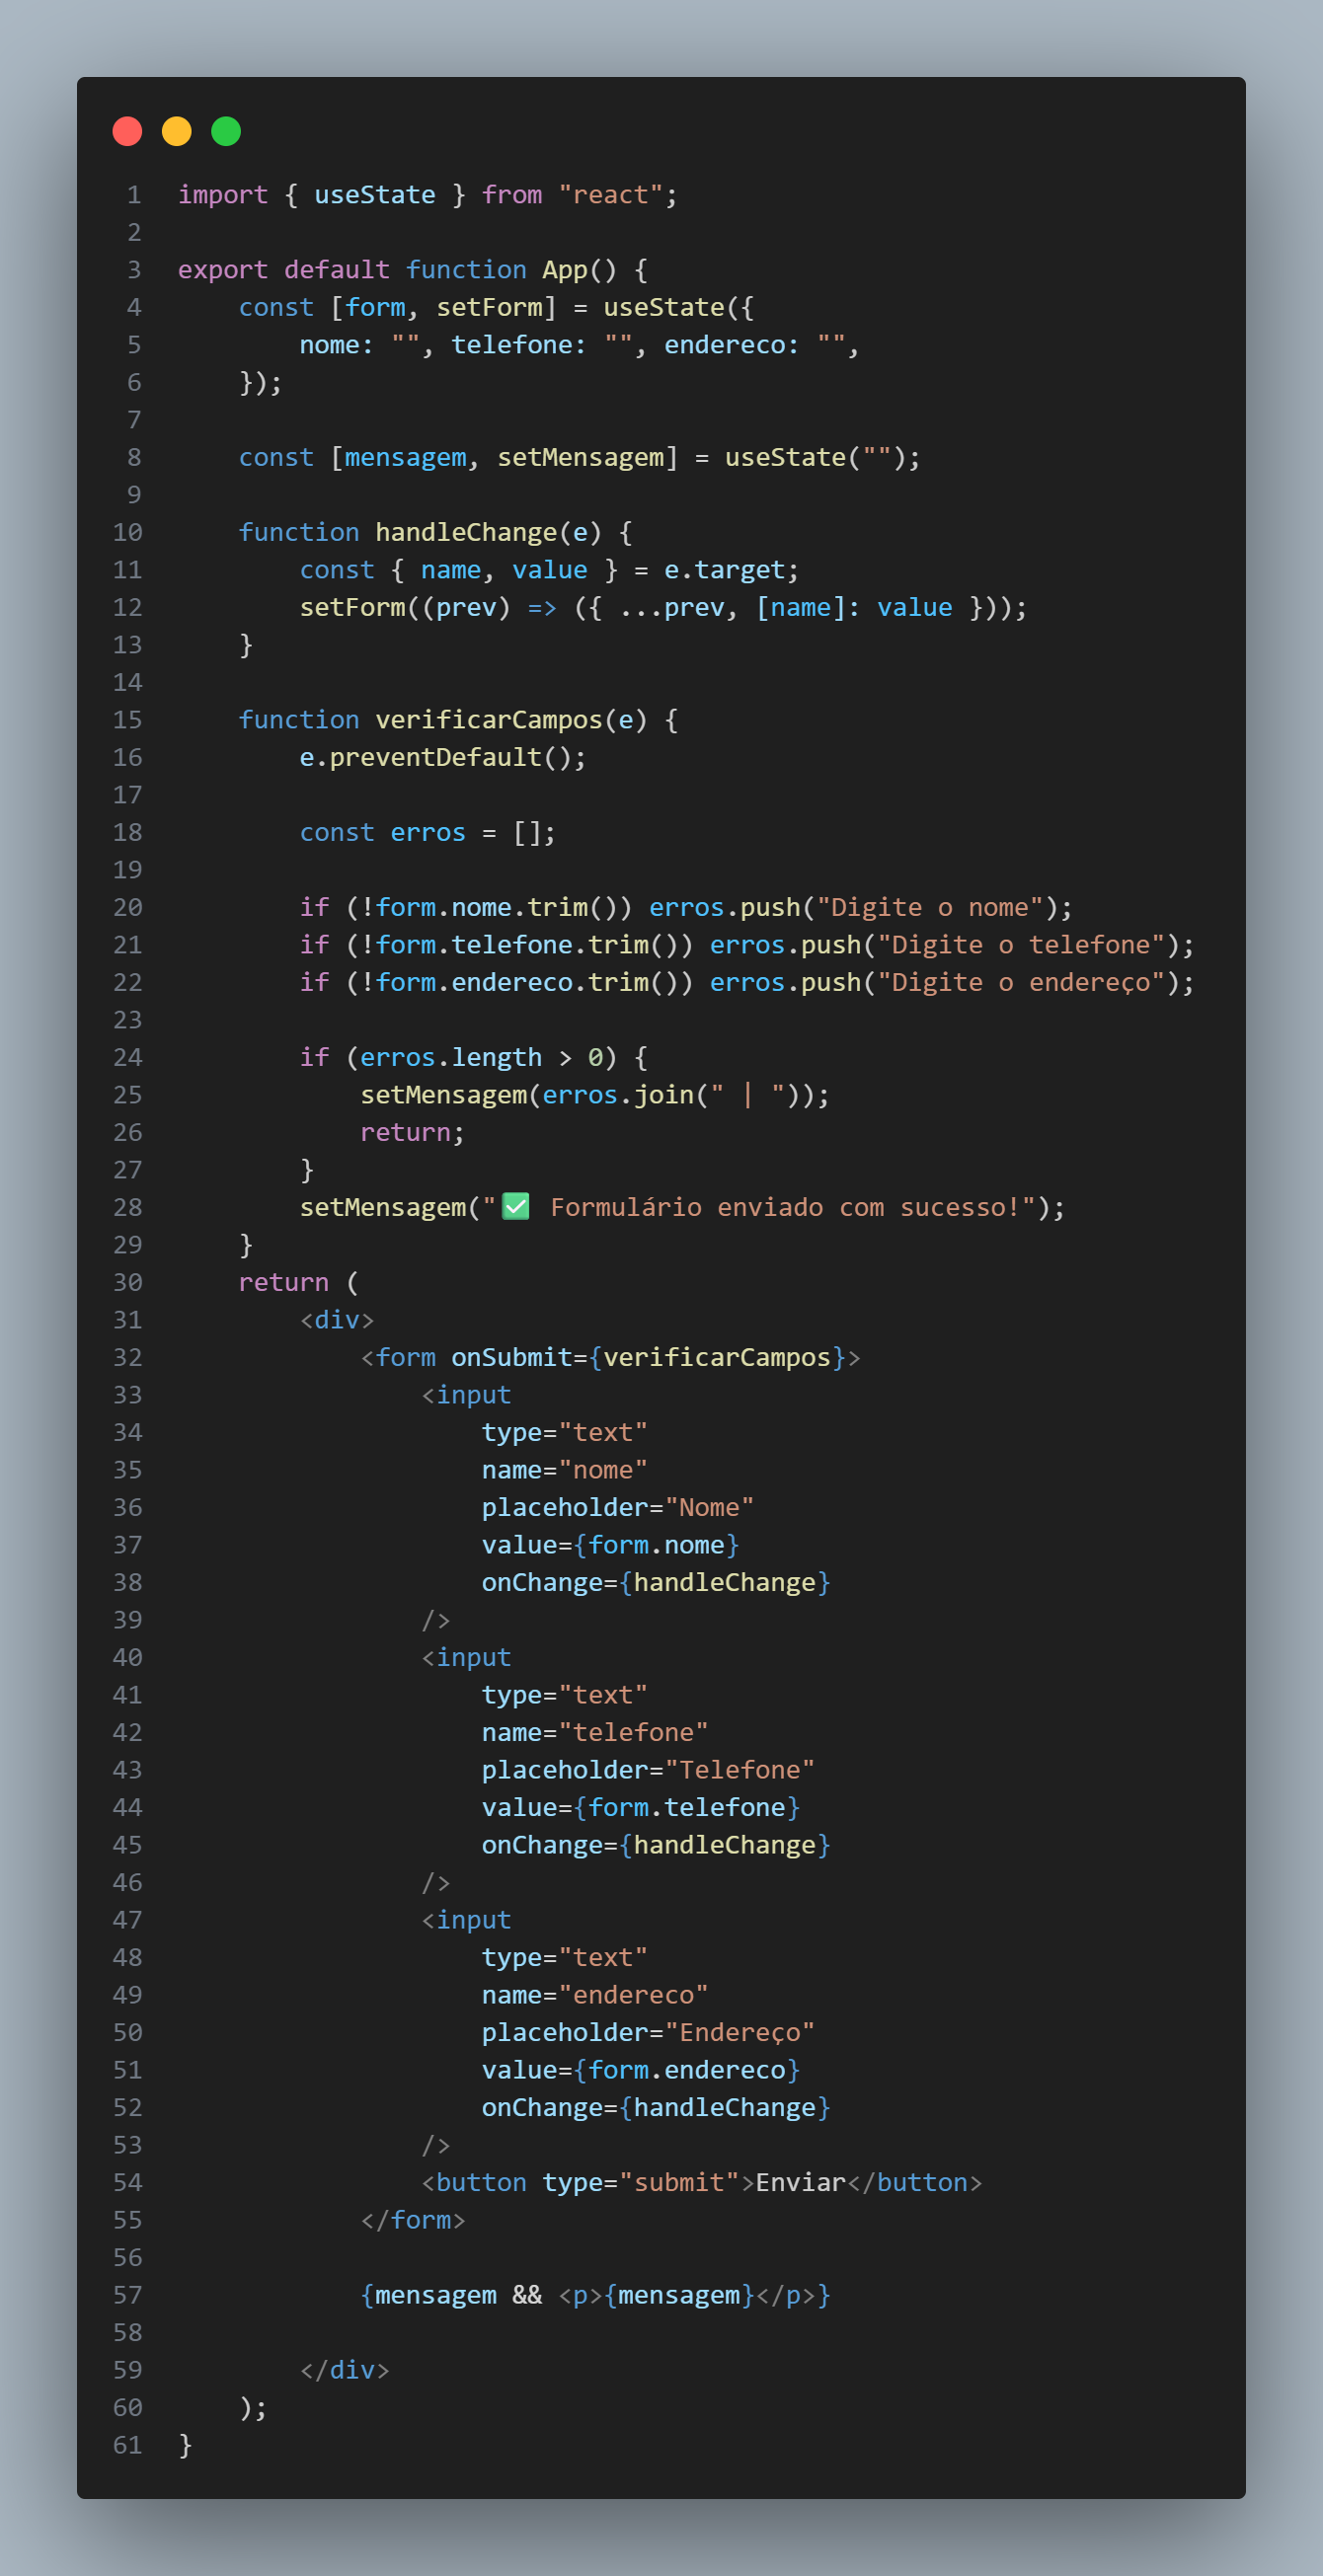 1 import { useState } from "react";
2
3 export default function App() {
4     const [form, setForm] = useState({
5         nome: "", telefone: "", endereco: "",
6     });
7
8     const [mensagem, setMensagem] = useState("");
9
10     function handleChange(e) {
11         const { name, value } = e.target;
12         setForm((prev) => ({ ...prev, [name]: value }));
13     }
14
15     function verificarCampos(e) {
16         e.preventDefault();
17
18         const erros = [];
19
20         if (!form.nome.trim()) erros.push("Digite o nome");
21         if (!form.telefone.trim()) erros.push("Digite o telefone");
22         if (!form.endereco.trim()) erros.push("Digite o endereço");
23
24         if (erros.length > 0) {
25             setMensagem(erros.join(" | "));
26             return;
27         }
28         setMensagem("✅ Formulário enviado com sucesso!");
29     }
30     return (
31         <div>
32             <form onSubmit={verificarCampos}>
33                 <input
34                     type="text"
35                     name="nome"
36                     placeholder="Nome"
37                     value={form.nome}
38                     onChange={handleChange}
39                 />
40                 <input
41                     type="text"
42                     name="telefone"
43                     placeholder="Telefone"
44                     value={form.telefone}
45                     onChange={handleChange}
46                 />
47                 <input
48                     type="text"
49                     name="endereco"
50                     placeholder="Endereço"
51                     value={form.endereco}
52                     onChange={handleChange}
53                 />
54                 <button type="submit">Enviar</button>
55             </form>
56
57             {mensagem && <p>{mensagem}</p>}
58
59         </div>
60     );
61 }